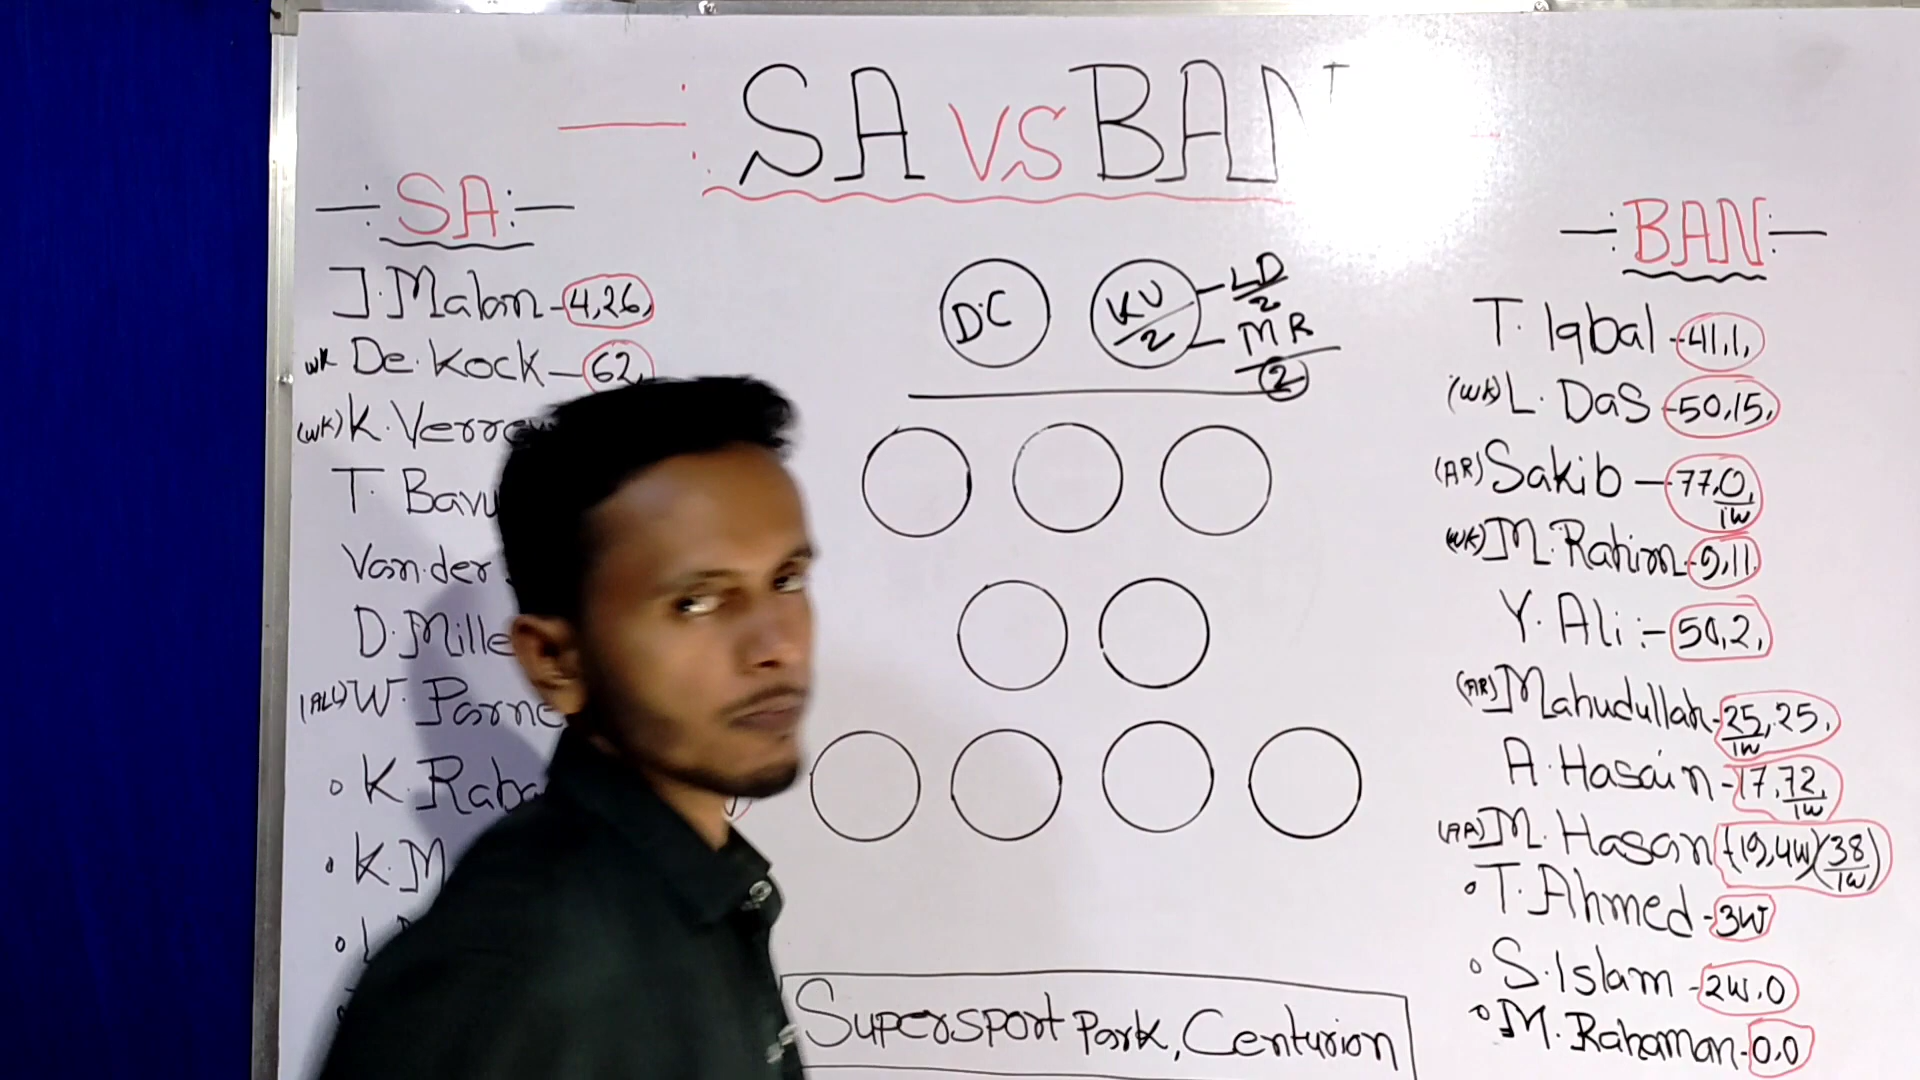 SA VS BAN
SA
J. Malan - 4,26,
WK De. Kock - 62,
(WK) K. Verre
T. Bavu
Van.der
D. Mille
(ALL) W. Parne
K. Raba
K. M
DC
KV/2
LD/2
MR/2
BAN
T. Iqbal - 41,1,
(WK) L. Das - 50,15,
(AR) Sakib - 77,0,/1W
(WK) M. Rahim - 9,11
Y. Ali :- 50,2,
(AR) Mahudullah - 25/1W, 25,
A. Hasain - 17,72,/1W
M. Hasan (19,4W)(38/1W)
T. Ahmed - 3W
S. Islam - 2W,0
M. Rahaman - 0,0
Supersport Park, Centurion